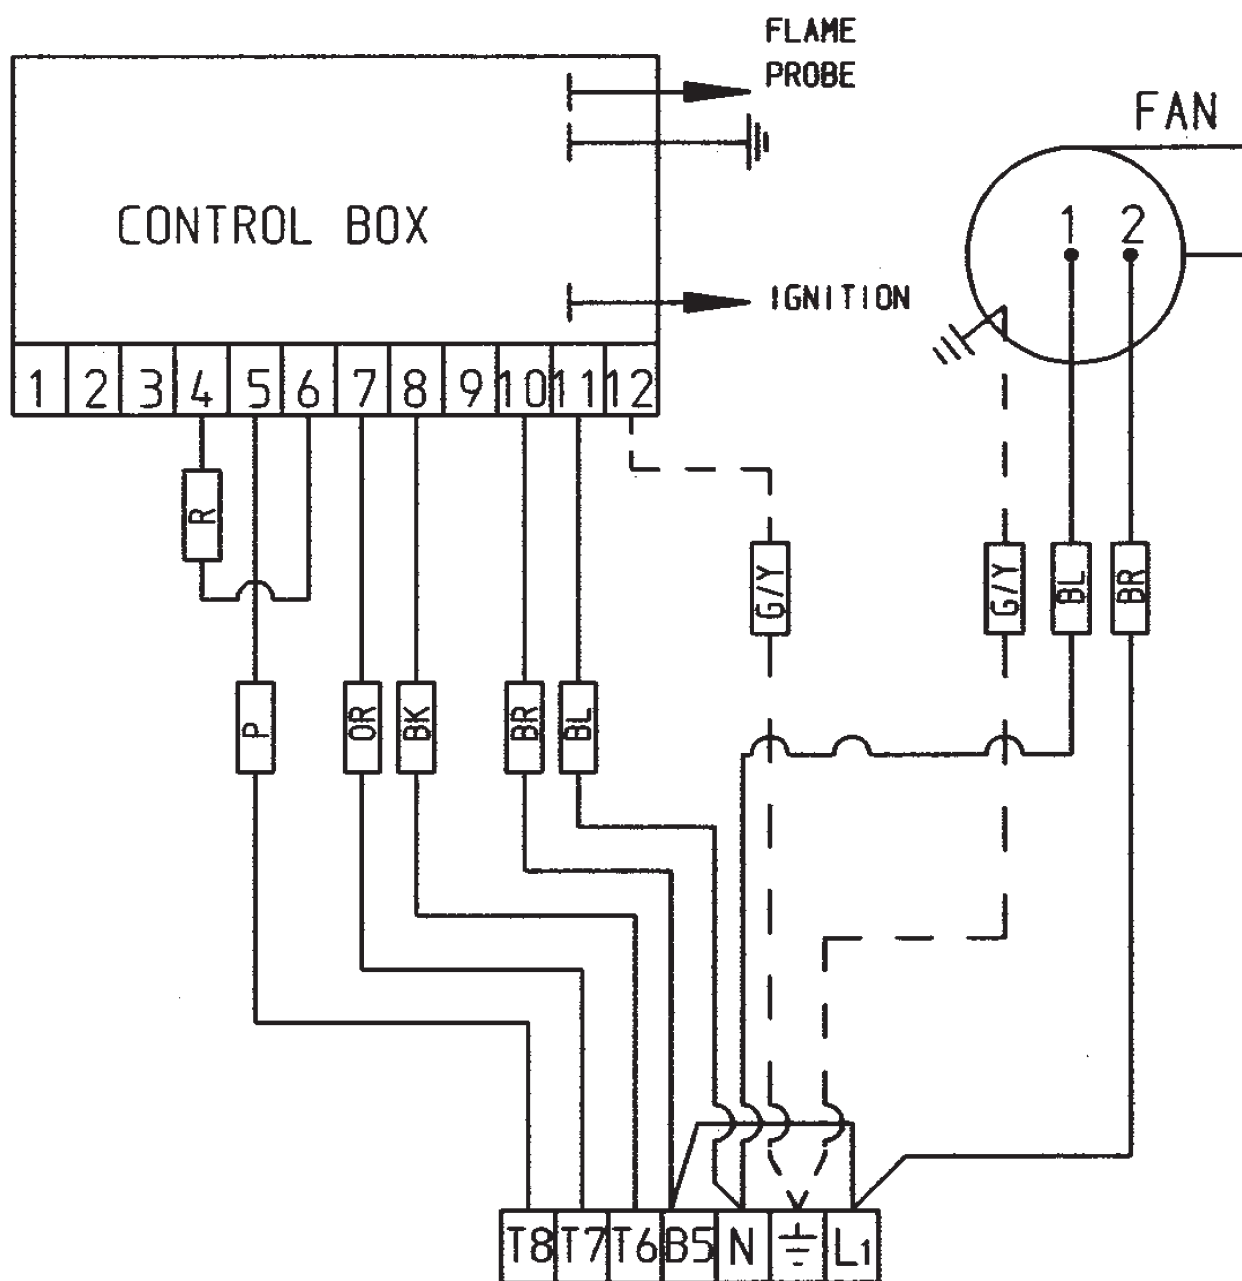 FLAME
PROBE
FAN
CONTROL BOX
1 2
IGNITION
1 2 3 4 5 6 7 8 9 10 11 12
R
G/Y G/Y BL BR
P OR BK BR BL
T8 T7 T6 B5 N L1